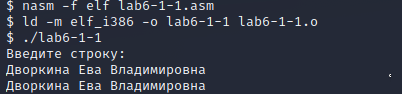 $ nasm -f elf lab6-1-1.asm
$ ld -m elf_i386 -o lab6-1-1 lab6-1-1.o
$ ./lab6-1-1
Введите строку:
Дворкина Ева Владимировна
Дворкина Ева Владимировна